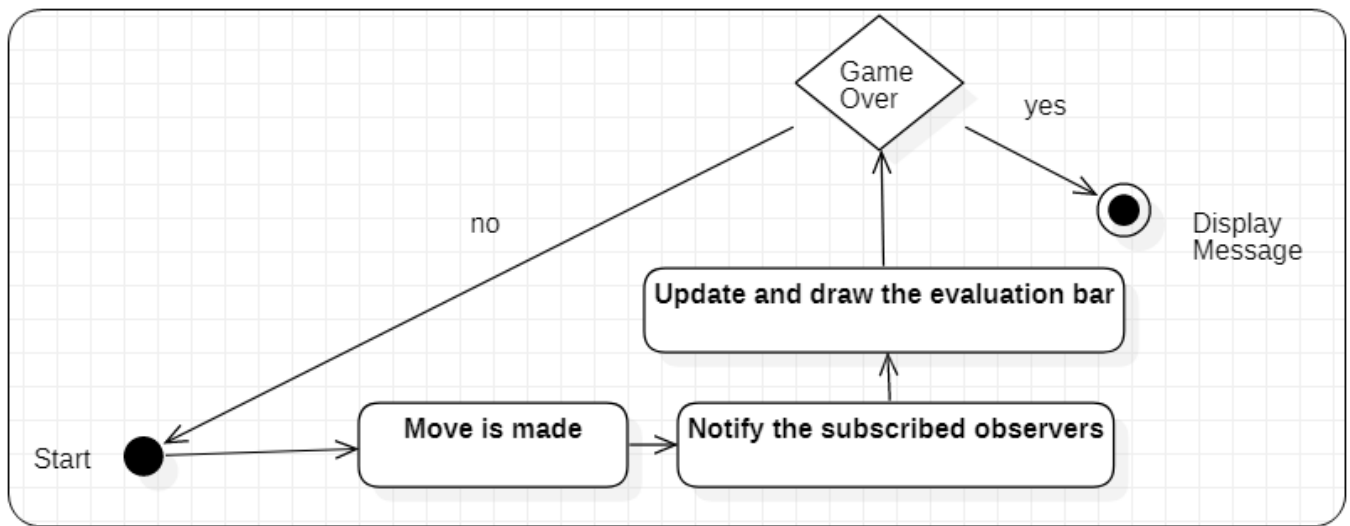 Game
Over
yes
no
Display
Message
Update and draw the evaluation bar
Start
Move is made
Notify the subscribed observers